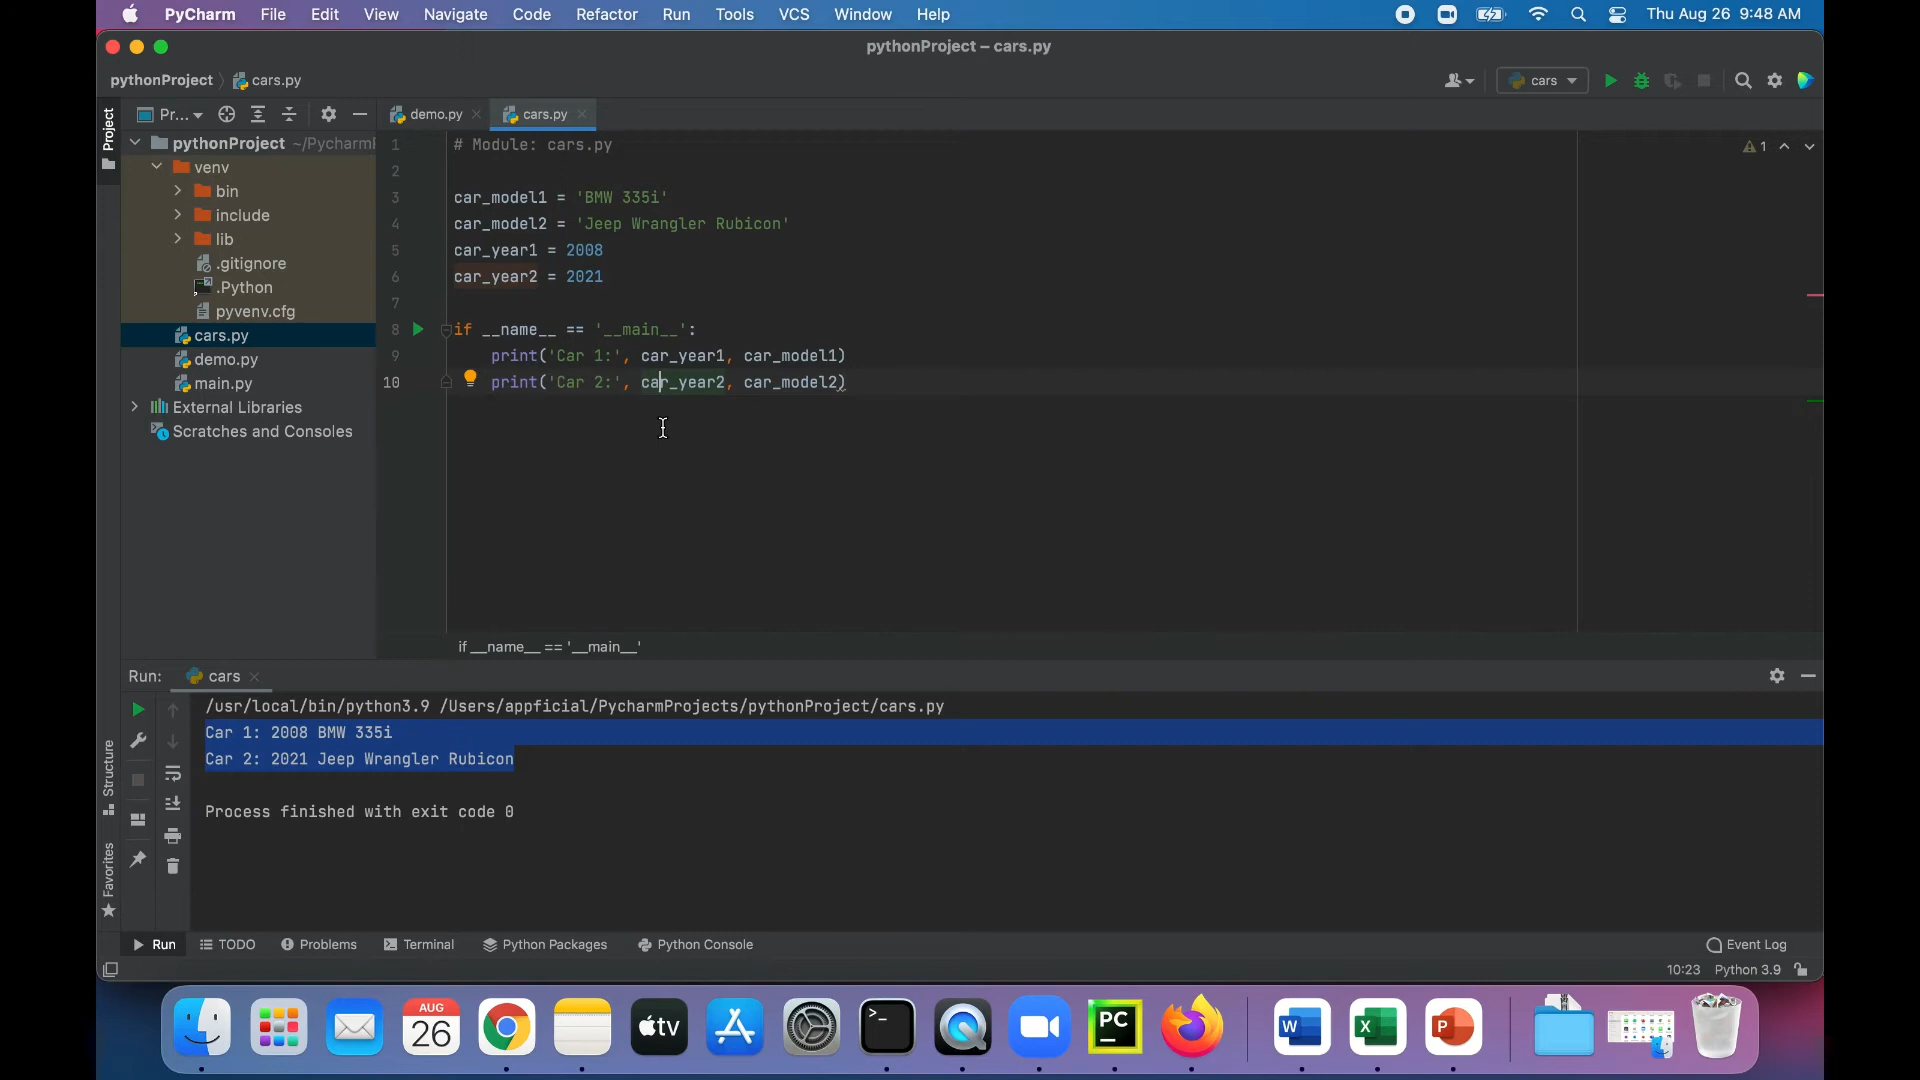 PyCharm File Edit View Navigate Code Refactor Run Tools VCS Window Help Thu Aug 26 9:48 AM
pythonProject – cars.py
pythonProject cars.py cars
Project Pr... demo.py cars.py
pythonProject ~/Pycharm
venv
bin
include
lib
.gitignore
.Python
pyvenv.cfg
cars.py
demo.py
main.py
External Libraries
Scratches and Consoles
1 # Module: cars.py 1
2
3 car_model1 = 'BMW 335i'
4 car_model2 = 'Jeep Wrangler Rubicon'
5 car_year1 = 2008
6 car_year2 = 2021
7
8 if __name__ == '__main__':
9 print('Car 1:', car_year1, car_model1)
10 print('Car 2:', car_year2, car_model2)
if __name__ == '__main__'
Run: cars
/usr/local/bin/python3.9 /Users/appficial/PycharmProjects/pythonProject/cars.py
Car 1: 2008 BMW 335i
Car 2: 2021 Jeep Wrangler Rubicon
Process finished with exit code 0
Structure
Favorites
Run TODO Problems Terminal Python Packages Python Console Event Log
10:23 Python 3.9
AUG
26
tv
>_
PC
W
X
P